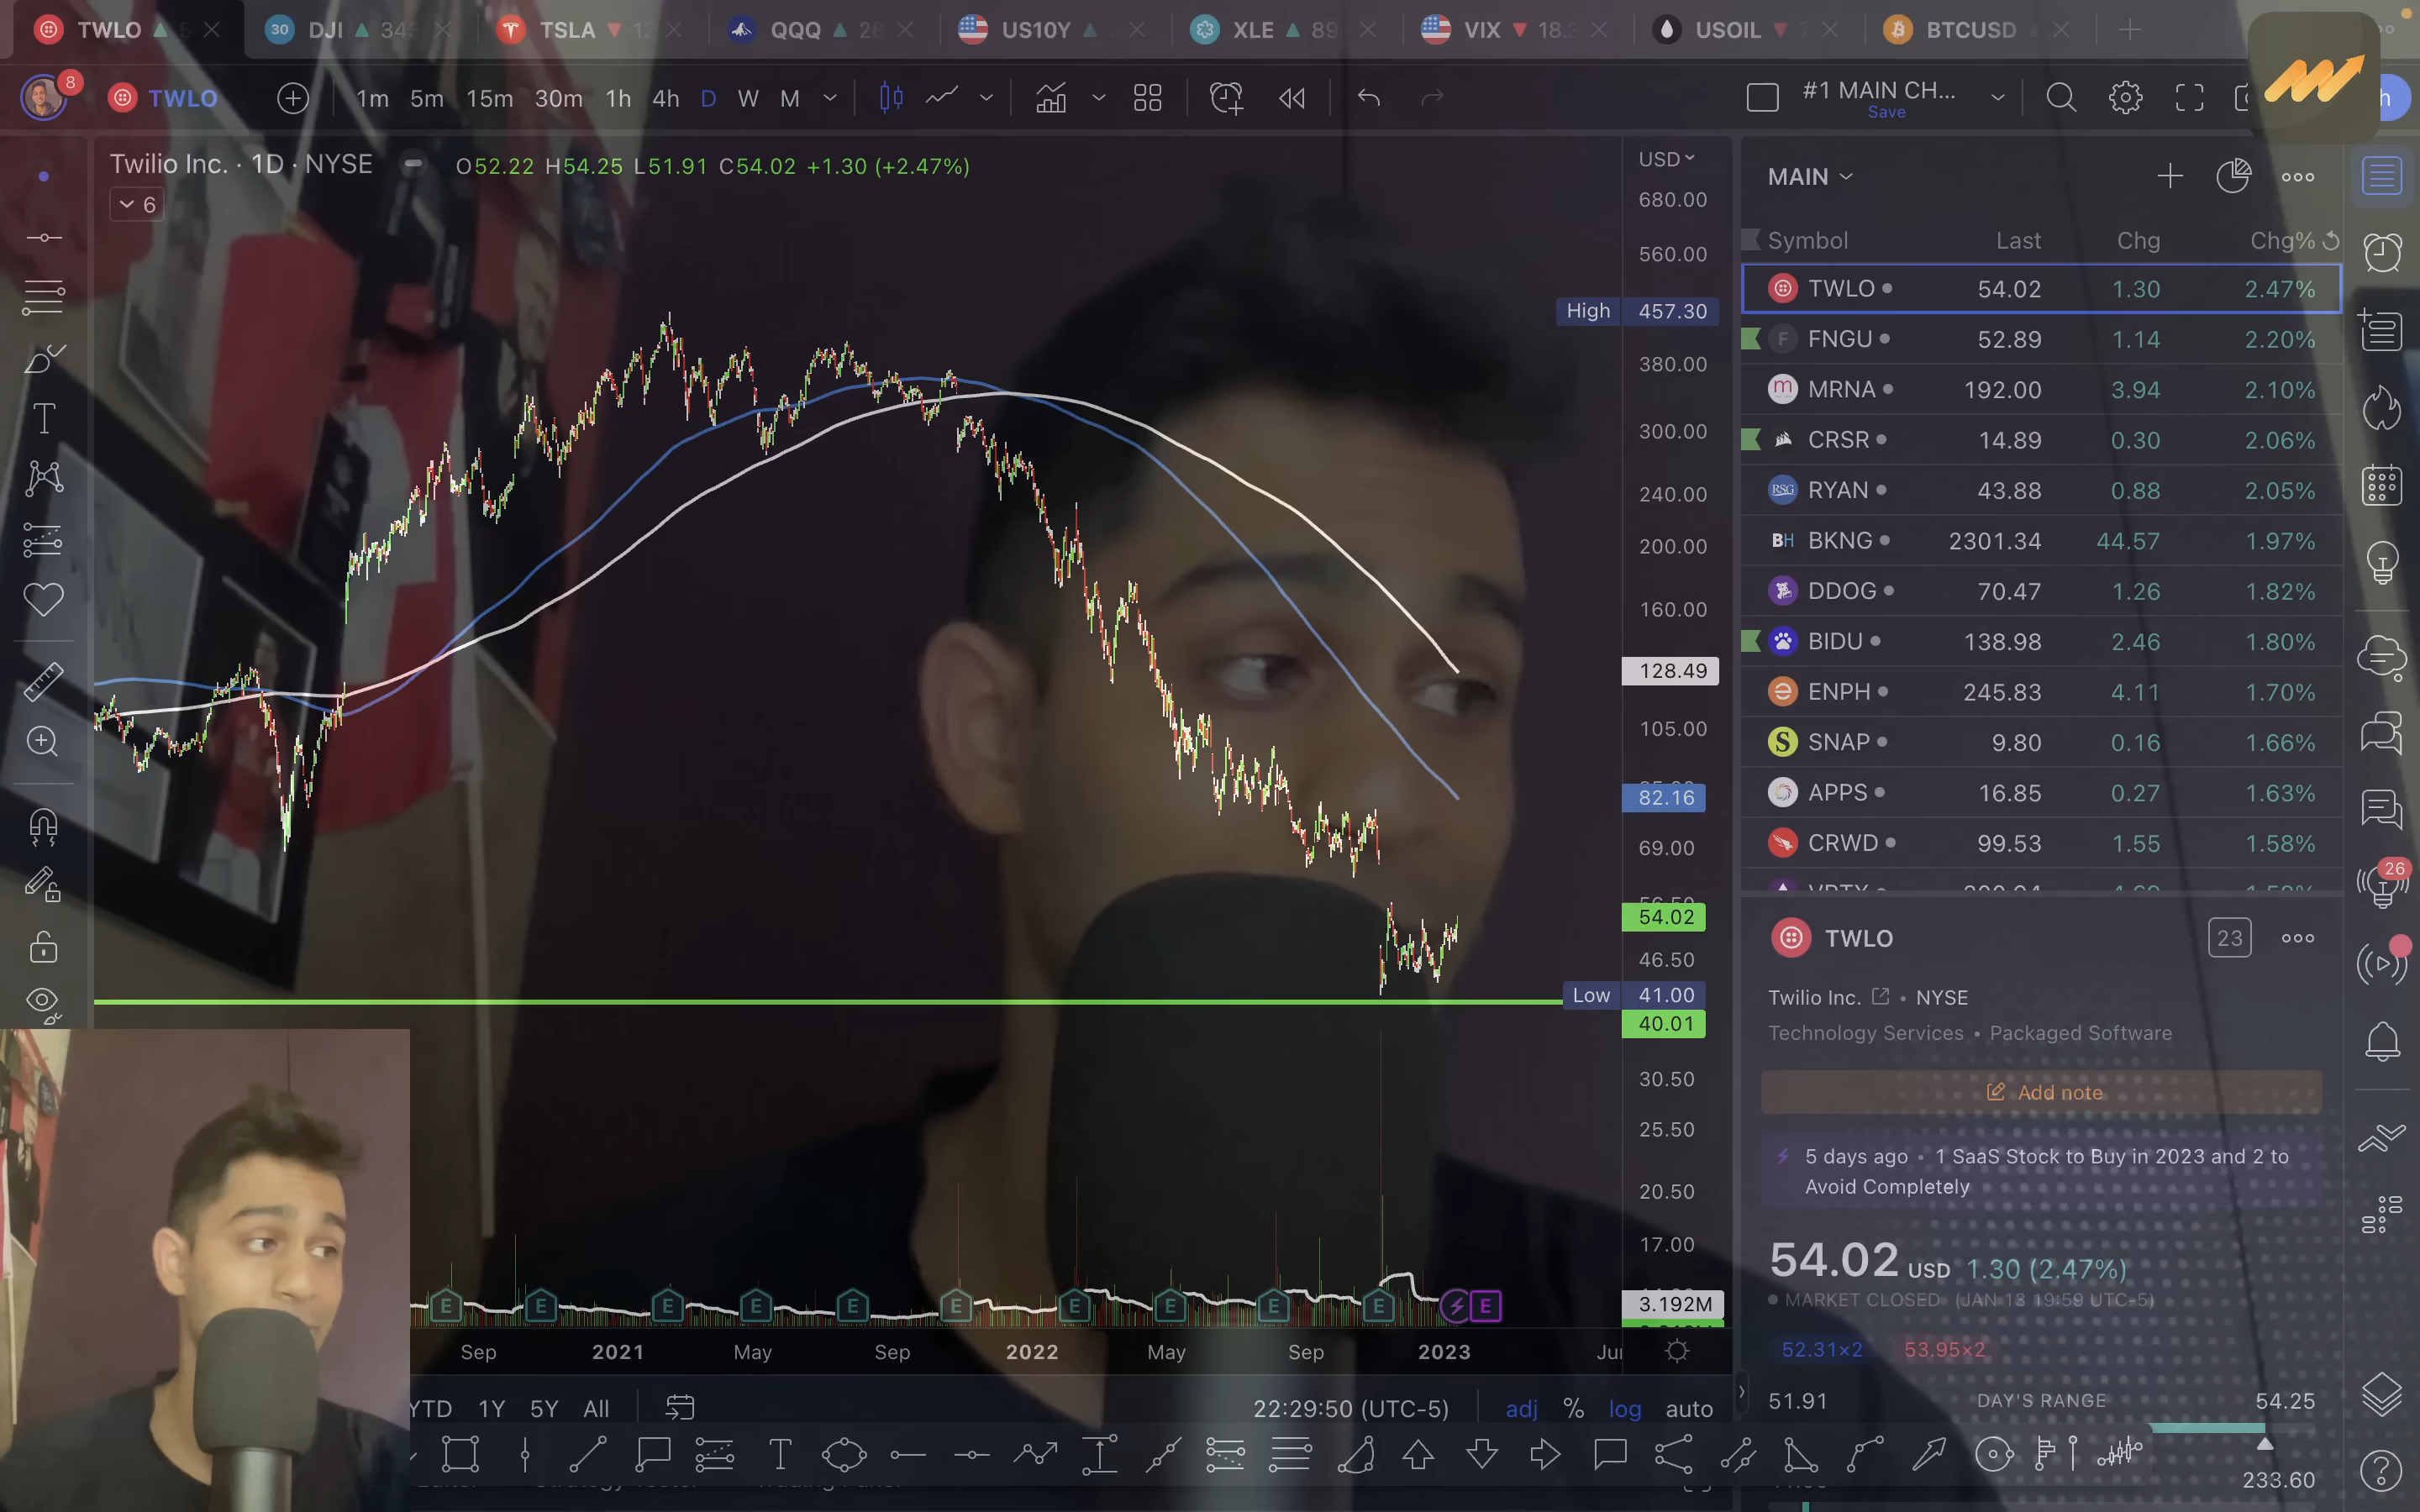 TWLO
30 DJI
TSLA
QQQ
US10Y
XLE 89
VIX 18.3
USOIL
BTCUSD
8 TWLO 1m 5m 15m 30m 1h 4h D W M
#1 MAIN CH...
Save
Twilio Inc. · 1D · NYSE O52.22 H54.25 L51.91 C54.02 +1.30 (+2.47%)
6
USD
680.00
560.00
High 457.30
380.00
300.00
240.00
200.00
160.00
128.49
105.00
82.16
69.00
54.02
46.50
Low 41.00
40.01
30.50
25.50
20.50
17.00
3.192M
E E E E E E E E E E E
Sep 2021 May Sep 2022 May Sep 2023
YTD 1Y 5Y All
22:29:50 (UTC-5) adj % log auto
MAIN
Symbol Last Chg Chg%
TWLO 54.02 1.30 2.47%
F FNGU 52.89 1.14 2.20%
m MRNA 192.00 3.94 2.10%
CRSR 14.89 0.30 2.06%
RSG RYAN 43.88 0.88 2.05%
BH BKNG 2301.34 44.57 1.97%
DDOG 70.47 1.26 1.82%
BIDU 138.98 2.46 1.80%
ENPH 245.83 4.11 1.70%
S SNAP 9.80 0.16 1.66%
APPS 16.85 0.27 1.63%
CRWD 99.53 1.55 1.58%
26
TWLO 23
Twilio Inc. • NYSE
Technology Services • Packaged Software
Add note
5 days ago • 1 SaaS Stock to Buy in 2023 and 2 to
Avoid Completely
54.02 USD 1.30 (2.47%)
MARKET CLOSED (JAN 13 19:59 UTC-5)
52.31×2 53.95×2
51.91 DAY'S RANGE 54.25
233.60